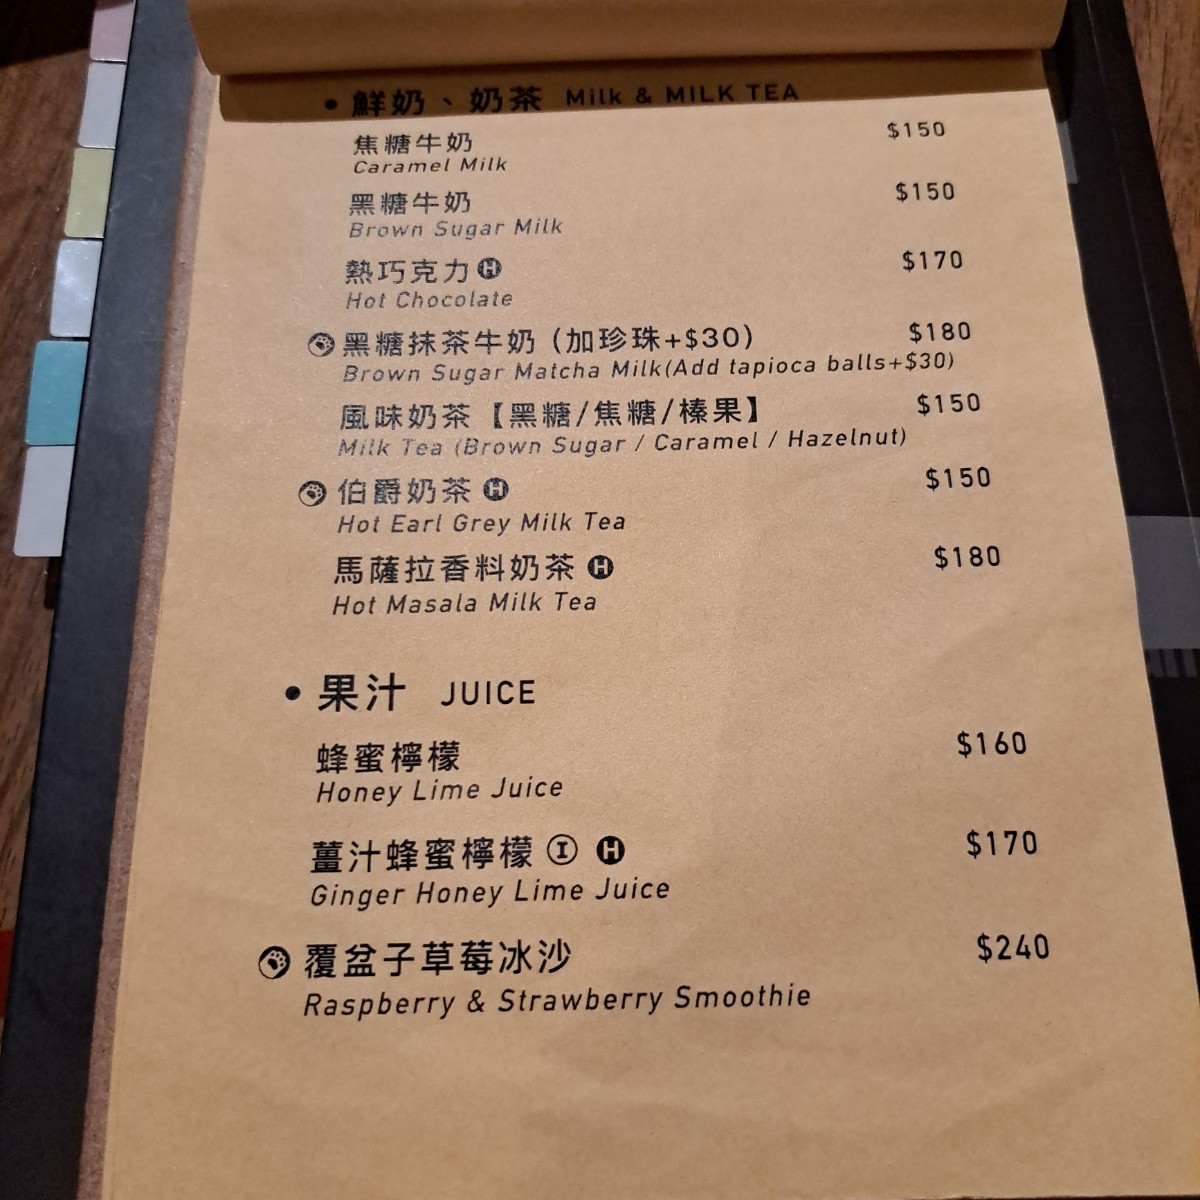 • 鮮奶、奶茶 Milk & MILK TEA
焦糖牛奶 $150
Caramel Milk
黑糖牛奶 $150
Brown Sugar Milk
熱巧克力 H $170
Hot Chocolate
黑糖抹茶牛奶 (加珍珠+$30) $180
Brown Sugar Matcha Milk(Add tapioca balls+$30)
風味奶茶【黑糖/焦糖/榛果】 $150
Milk Tea (Brown Sugar / Caramel / Hazelnut)
伯爵奶茶 H $150
Hot Earl Grey Milk Tea
馬薩拉香料奶茶 H $180
Hot Masala Milk Tea
• 果汁 JUICE
蜂蜜檸檬 $160
Honey Lime Juice
薑汁蜂蜜檸檬 I H $170
Ginger Honey Lime Juice
覆盆子草莓冰沙 $240
Raspberry & Strawberry Smoothie